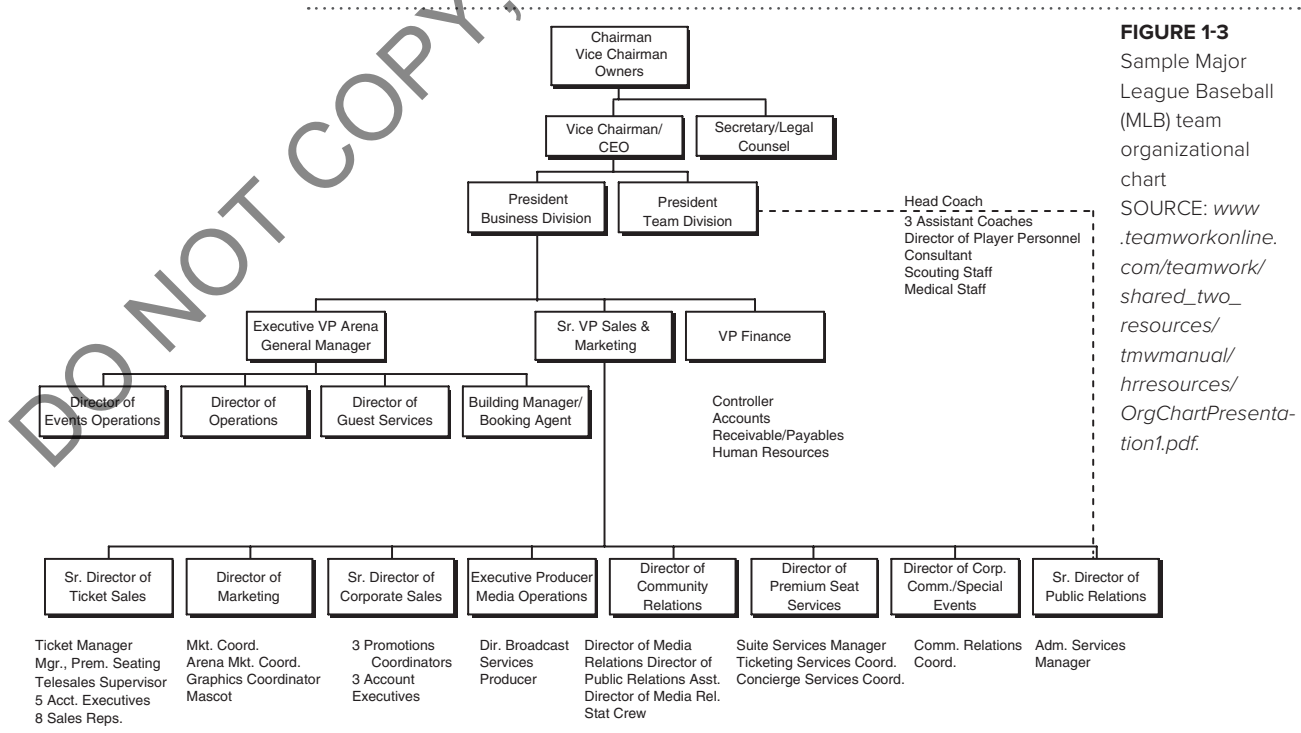 DO NOT COPY,
FIGURE 1-3
Sample Major
League Baseball
(MLB) team
organizational
chart
SOURCE: www
.teamworkonline.
com/teamwork/
shared_two_
resources/
tmwmanual/
hrresources/
OrgChartPresenta-
tion1.pdf.
Chairman
Vice Chairman
Owners
Vice Chairman/
CEO
Secretary/Legal
Counsel
President
Business Division
President
Team Division
Head Coach
3 Assistant Coaches
Director of Player Personnel
Consultant
Scouting Staff
Medical Staff
Executive VP Arena
General Manager
Sr. VP Sales &
Marketing
VP Finance
Director of
Events Operations
Director of
Operations
Director of
Guest Services
Building Manager/
Booking Agent
Controller
Accounts
Receivable/Payables
Human Resources
Sr. Director of
Ticket Sales
Director of
Marketing
Sr. Director of
Corporate Sales
Executive Producer
Media Operations
Director of
Community
Relations
Director of
Premium Seat
Services
Director of Corp.
Comm./Special
Events
Sr. Director of
Public Relations
Ticket Manager
Mgr., Prem. Seating
Telesales Supervisor
5 Acct. Executives
8 Sales Reps.
Mkt. Coord.
Arena Mkt. Coord.
Graphics Coordinator
Mascot
3 Promotions
Coordinators
3 Account
Executives
Dir. Broadcast
Services
Producer
Director of Media
Relations Director of
Public Relations Asst.
Director of Media Rel.
Stat Crew
Suite Services Manager
Ticketing Services Coord.
Concierge Services Coord.
Comm. Relations
Coord.
Adm. Services
Manager